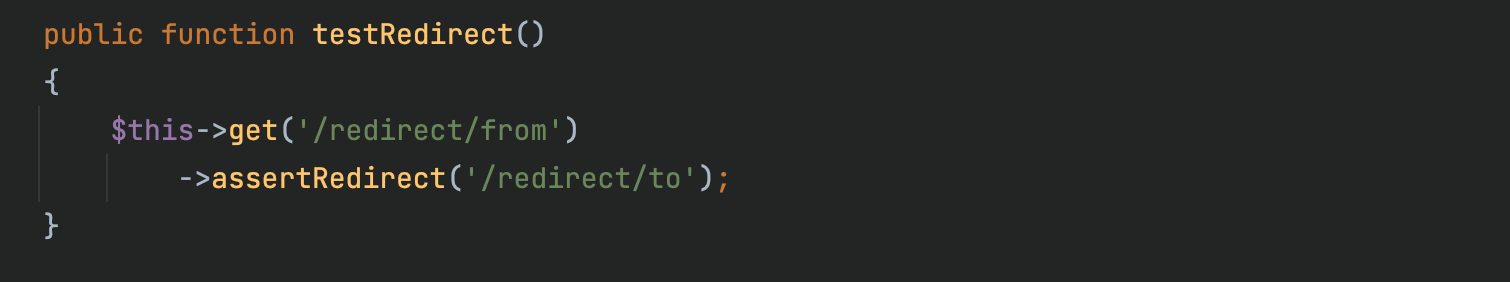 public function testRedirect()
{
    $this->get('/redirect/from')
        ->assertRedirect('/redirect/to');
}